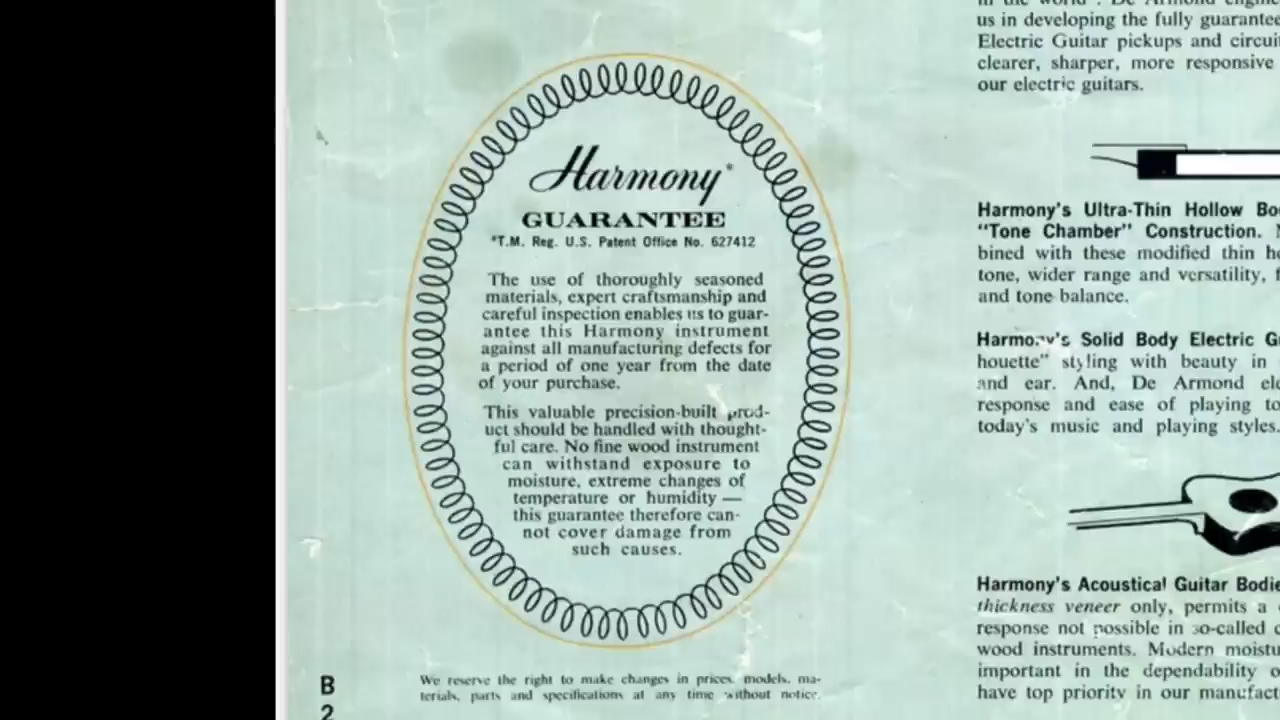 Harmony*
GUARANTEE
*T.M. Reg. U.S. Patent Office No. 627412
The use of thoroughly seasoned
materials, expert craftsmanship and
careful inspection enables us to guar-
antee this Harmony instrument
against all manufacturing defects for
a period of one year from the date
of your purchase.
This valuable precision-built prod-
uct should be handled with thought-
ful care. No fine wood instrument
can withstand exposure to
moisture, extreme changes of
temperature or humidity —
this guarantee therefore can-
not cover damage from
such causes.
We reserve the right to make changes in prices, models, ma-
terials, parts and specifications at any time without notice.
B
2
in the world". De Armond
us in developing the fully
Electric Guitar pickups and
clearer, sharper, more responsive
our electric guitars.
Harmony's Ultra-Thin Hollow
"Tone Chamber" Construction.
bined with these modified thin
tone, wider range and versatility,
and tone balance.
Harmony's Solid Body Electric
houette" styling with beauty in
and ear. And, De Armond
response and ease of playing
today's music and playing styles.
Harmony's Acoustical Guitar
thickness veneer only, permits a
response not possible in so-called
wood instruments. Modern
important in the dependability
have top priority in our